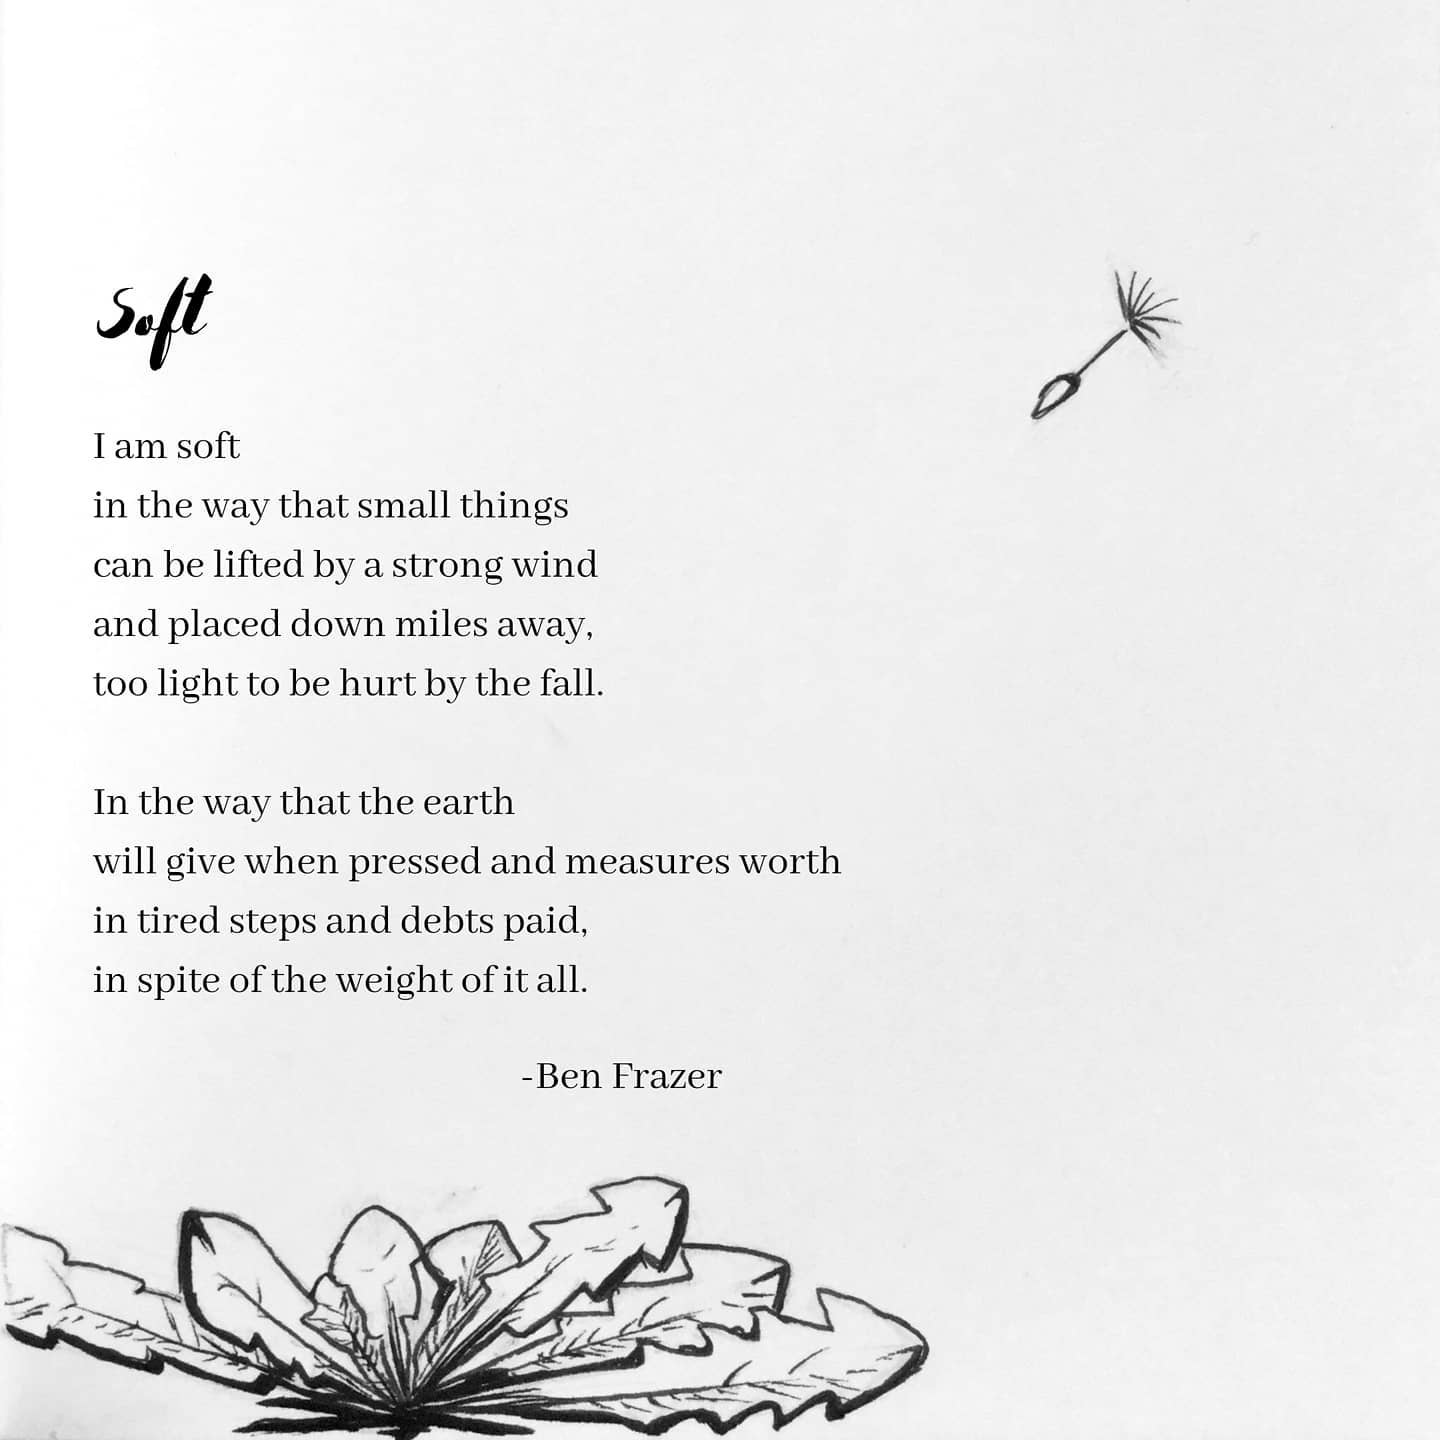 Soft
I am soft
in the way that small things
can be lifted by a strong wind
and placed down miles away,
too light to be hurt by the fall.
In the way that the earth
will give when pressed and measures worth
in tired steps and debts paid,
in spite of the weight of it all.
-Ben Frazer